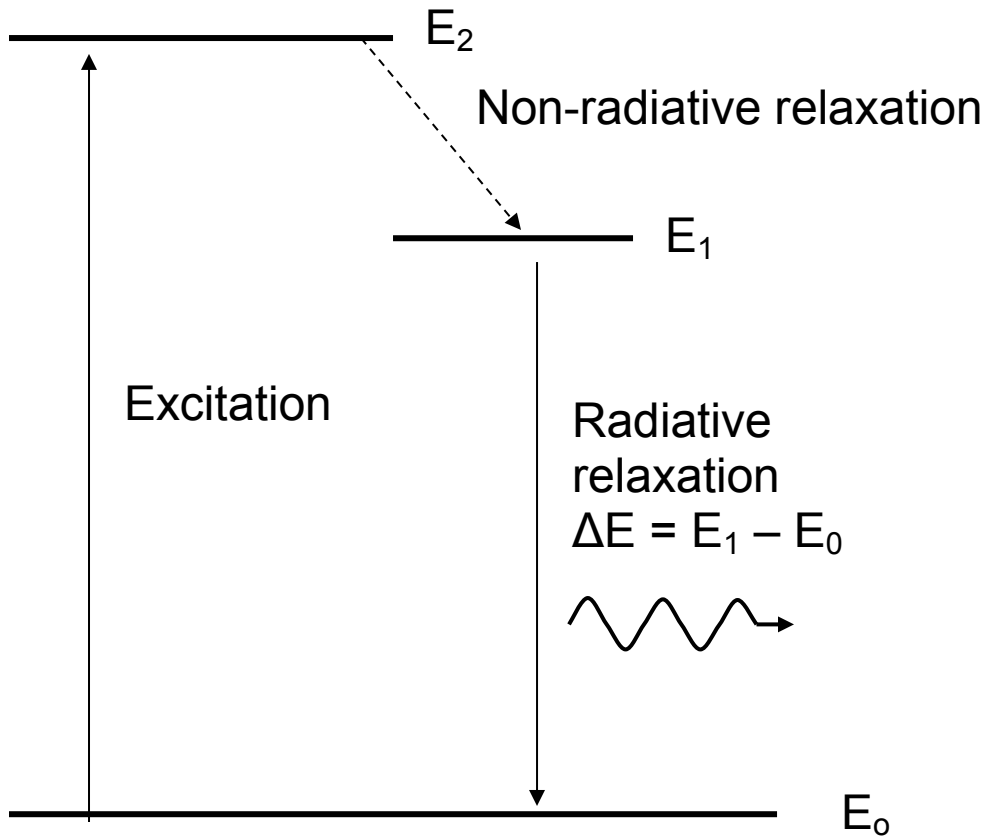 E₂
Non-radiative relaxation
E₁
Excitation
Radiative
relaxation
ΔE = E₁ – E₀
Eₒ